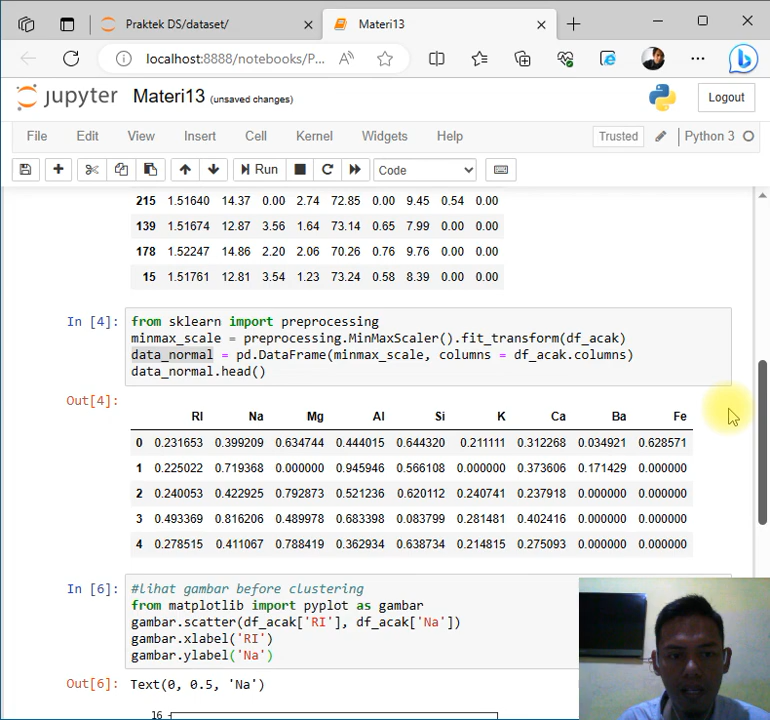 Praktek DS/dataset/
Materi13
localhost:8888/notebooks/P...
jupyter Materi13 (unsaved changes)
Logout
File Edit View Insert Cell Kernel Widgets Help
Trusted Python 3
Run Code
215 1.51640 14.37 0.00 2.74 72.85 0.00 9.45 0.54 0.00
139 1.51674 12.87 3.56 1.64 73.14 0.65 7.99 0.00 0.00
178 1.52247 14.86 2.20 2.06 70.26 0.76 9.76 0.00 0.00
15 1.51761 12.81 3.54 1.23 73.24 0.58 8.39 0.00 0.00
In [4]: from sklearn import preprocessing
minmax_scale = preprocessing.MinMaxScaler().fit_transform(df_acak)
data_normal = pd.DataFrame(minmax_scale, columns = df_acak.columns)
data_normal.head()
Out[4]:
RI Na Mg Al Si K Ca Ba Fe
0 0.231653 0.399209 0.634744 0.444015 0.644320 0.211111 0.312268 0.034921 0.628571
1 0.225022 0.719368 0.000000 0.945946 0.566108 0.000000 0.373606 0.171429 0.000000
2 0.240053 0.422925 0.792873 0.521236 0.620112 0.240741 0.237918 0.000000 0.000000
3 0.493369 0.816206 0.489978 0.683398 0.083799 0.281481 0.402416 0.000000 0.000000
4 0.278515 0.411067 0.788419 0.362934 0.638734 0.214815 0.275093 0.000000 0.000000
In [6]: #lihat gambar before clustering
from matplotlib import pyplot as gambar
gambar.scatter(df_acak['RI'], df_acak['Na'])
gambar.xlabel('RI')
gambar.ylabel('Na')
Out[6]: Text(0, 0.5, 'Na')
16